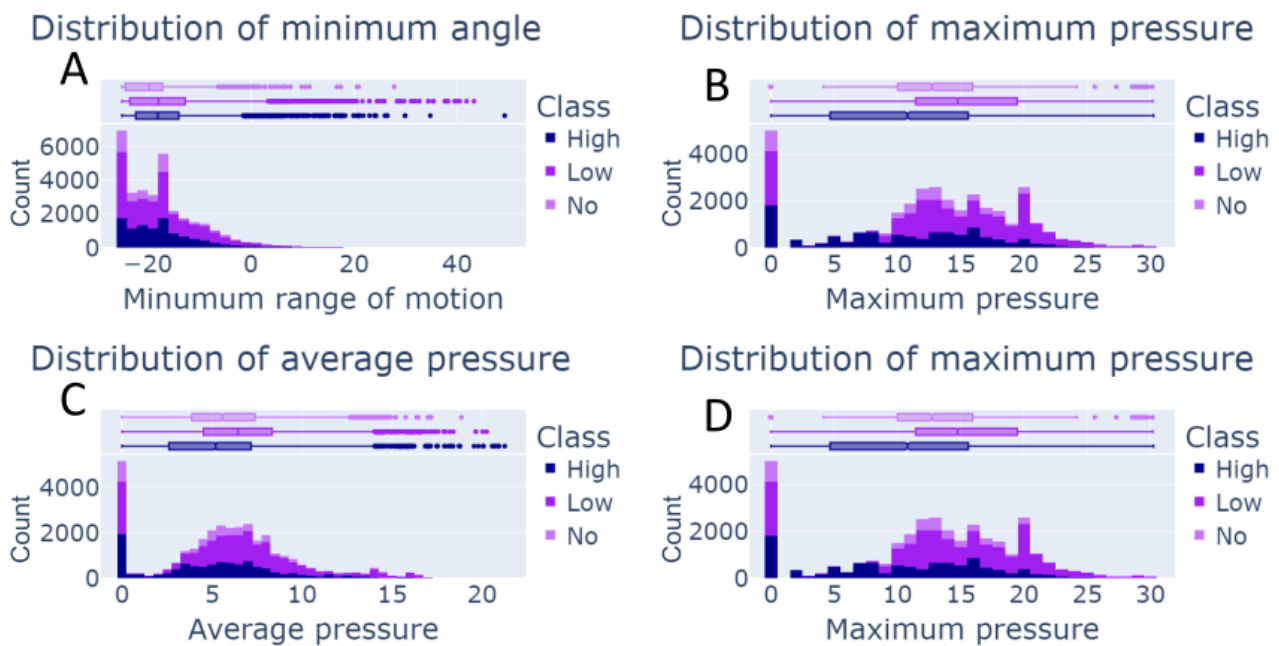 Distribution of minimum angle
A
Class
High
Low
No
Count
6000
4000
2000
0
−20 0 20 40
Minumum range of motion
Distribution of maximum pressure
B
Class
High
Low
No
Count
4000
2000
0
0 5 10 15 20 25 30
Maximum pressure
Distribution of average pressure
C
Class
High
Low
No
Count
4000
2000
0
0 5 10 15 20
Average pressure
Distribution of maximum pressure
D
Class
High
Low
No
Count
4000
2000
0
0 5 10 15 20 25 30
Maximum pressure